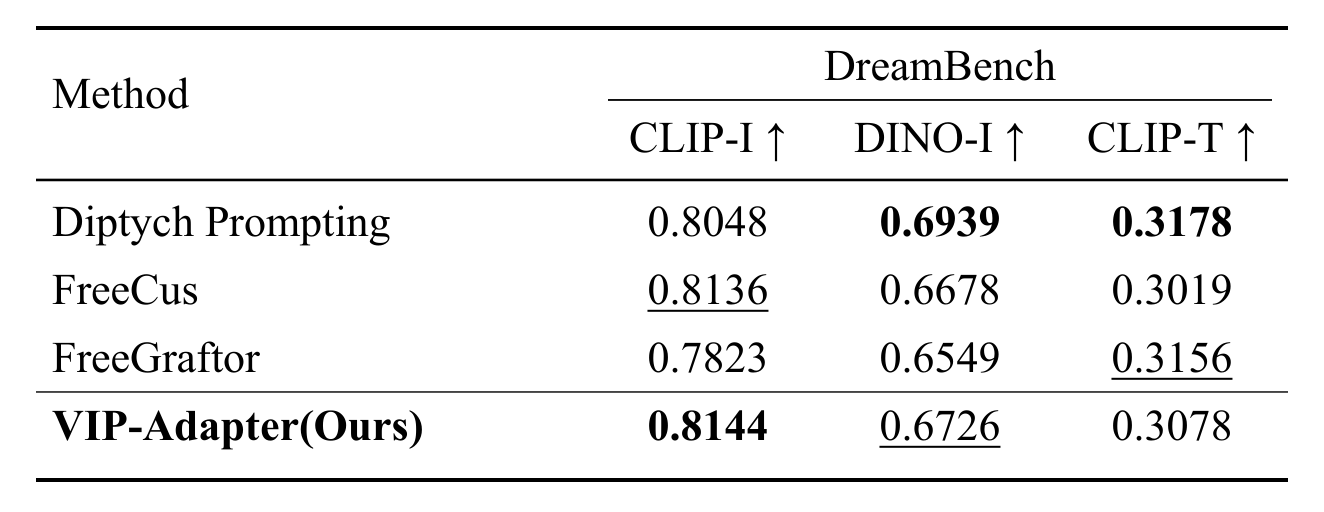 Method DreamBench
CLIP-I ↑ DINO-I ↑ CLIP-T ↑
Diptych Prompting 0.8048 0.6939 0.3178
FreeCus 0.8136 0.6678 0.3019
FreeGraftor 0.7823 0.6549 0.3156
VIP-Adapter(Ours) 0.8144 0.6726 0.3078